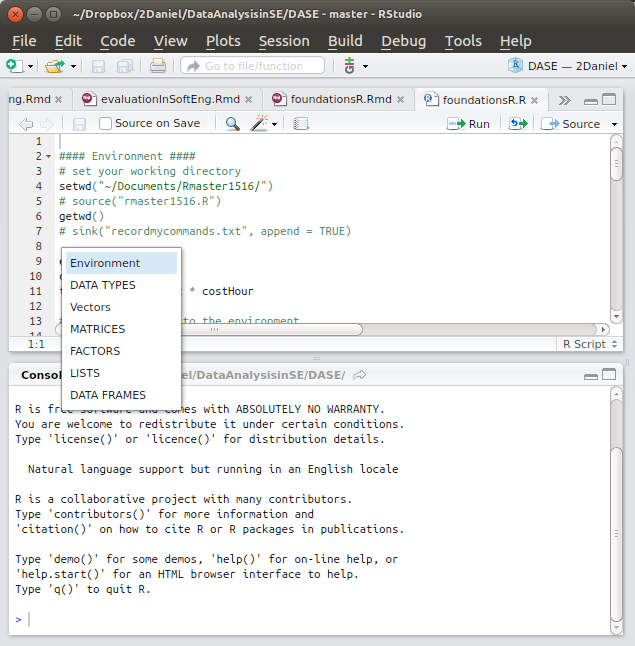 ~/Dropbox/2Daniel/DataAnalysisinSE/DASE - master - RStudio
File Edit Code View Plots Session Build Debug Tools Help
Go to file/function DASE — 2Daniel
ng.Rmd evaluationInSoftEng.Rmd foundationsR.Rmd foundationsR.R
Source on Save Run Source
1
2 #### Environment ####
3 # set your working directory
4 setwd("~/Documents/Rmaster1516/")
5 # source("rmaster1516.R")
6 getwd()
7 # sink("recordmycommands.txt", append = TRUE)
8
9
10
11 * costHour
12
13 to the environment
14
Environment
DATA TYPES
Vectors
MATRICES
FACTORS
LISTS
DATA FRAMES
1:1 R Script
Consol el/DataAnalysisinSE/DASE/
R is free software and comes with ABSOLUTELY NO WARRANTY.
You are welcome to redistribute it under certain conditions.
Type 'license()' or 'licence()' for distribution details.
Natural language support but running in an English locale
R is a collaborative project with many contributors.
Type 'contributors()' for more information and
'citation()' on how to cite R or R packages in publications.
Type 'demo()' for some demos, 'help()' for on-line help, or
'help.start()' for an HTML browser interface to help.
Type 'q()' to quit R.
>